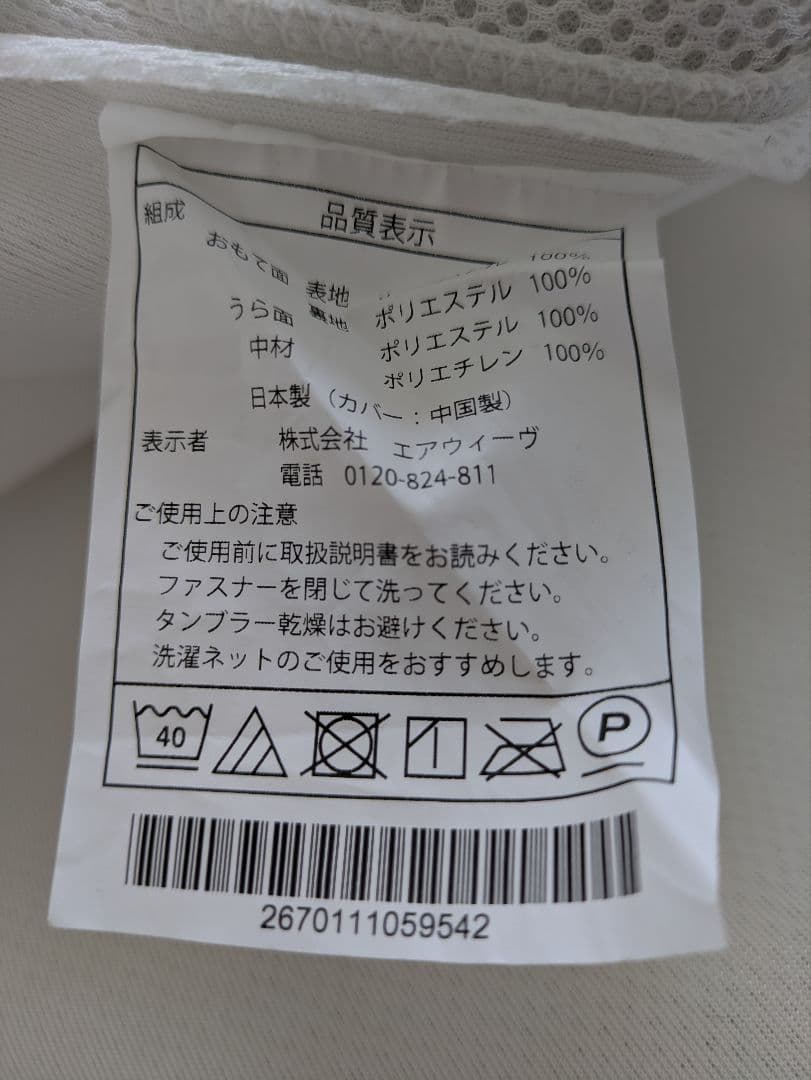 品質表示
組成
おもて面 表地 100%
うら面 裏地 ポリエステル 100%
ポリエステル 100%
中材 ポリエチレン 100%
日本製（カバー：中国製）
表示者 株式会社 エアウィーヴ
電話 0120-824-811
ご使用上の注意
ご使用前に取扱説明書をお読みください。
ファスナーを閉じて洗ってください。
タンブラー乾燥はお避けください。
洗濯ネットのご使用をおすすめします。
40
P
2670111059542